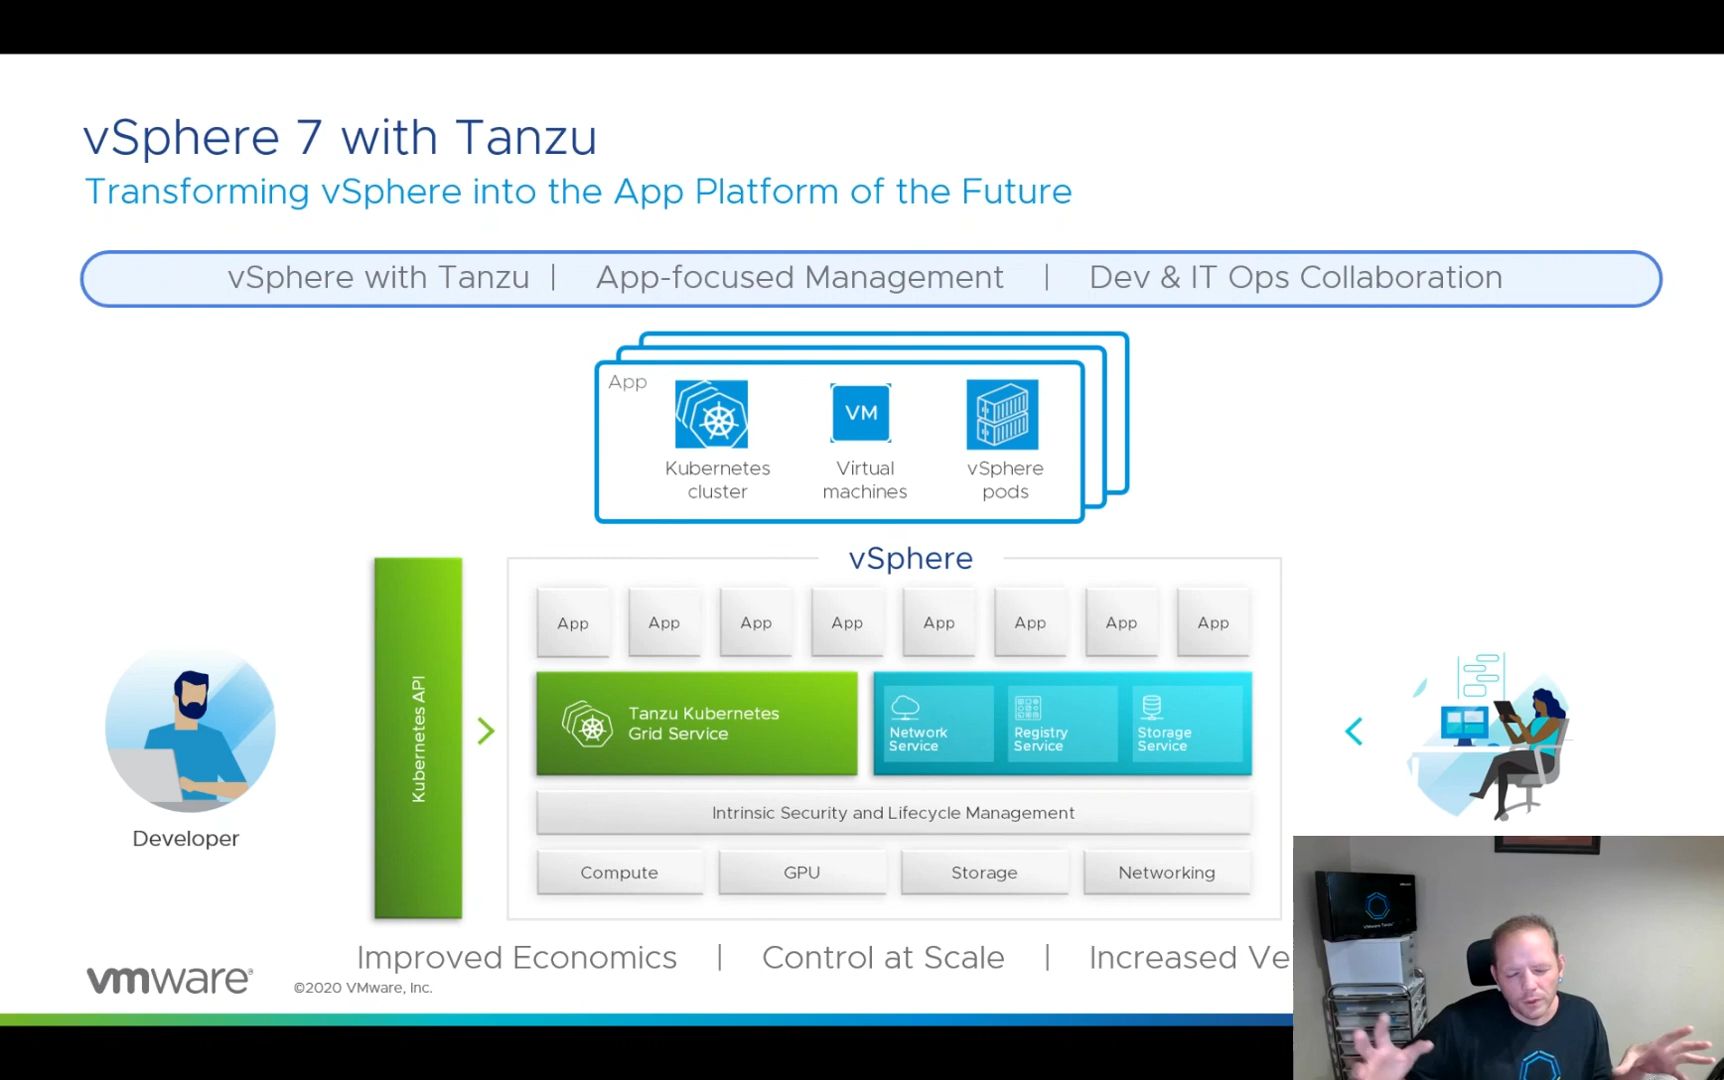 vSphere 7 with Tanzu
Transforming vSphere into the App Platform of the Future
vSphere with Tanzu | App-focused Management | Dev & IT Ops Collaboration
App
Kubernetes
cluster
Virtual
machines
VM
vSphere
pods
vSphere
App App App App App App App App
Kubernetes API
Tanzu Kubernetes
Grid Service
Network
Service
Registry
Service
Storage
Service
Intrinsic Security and Lifecycle Management
Compute GPU Storage Networking
Developer
Improved Economics | Control at Scale | Increased Ve
vmware®
©2020 VMware, Inc.
VMware Tanzu